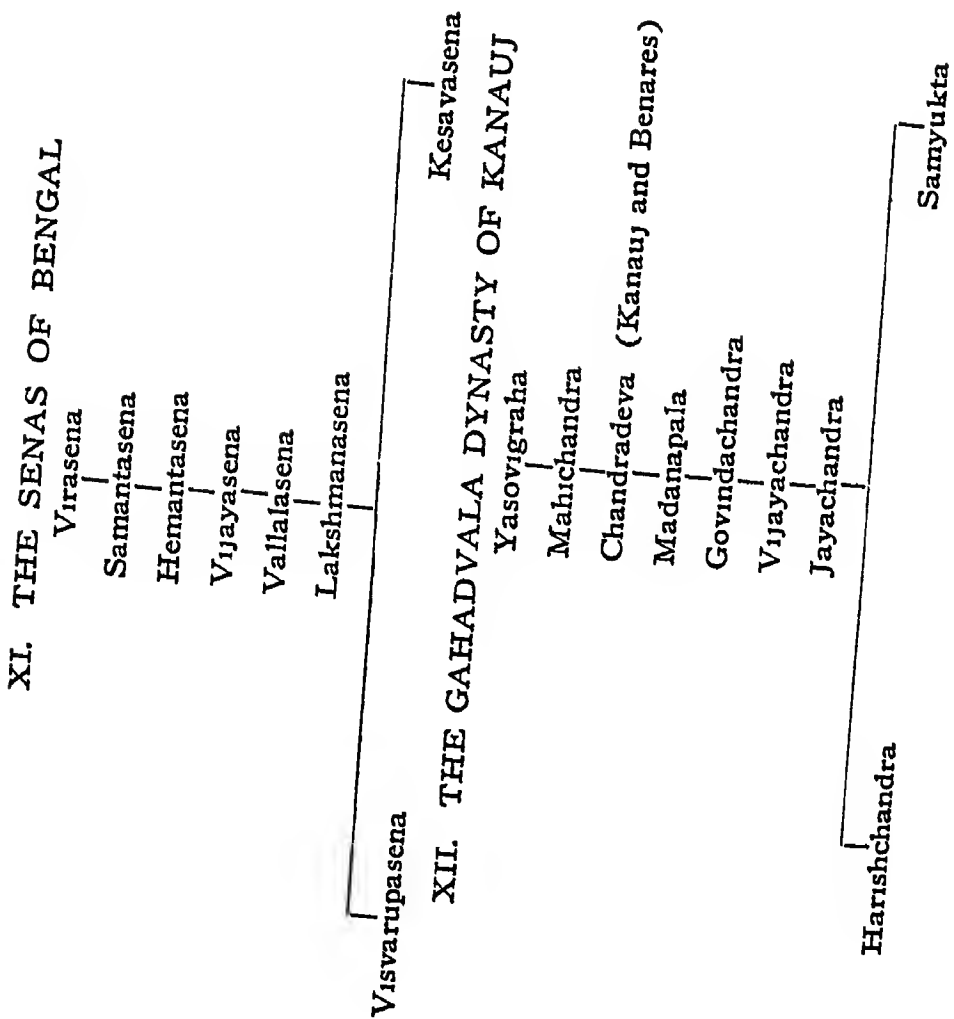 XI. THE SENAS OF BENGAL
Virasena
Samantasena
Hemantasena
Vijayasena
Vallalasena
Lakshmanasena
Visvarupasena Kesavasena
XII. THE GAHADVALA DYNASTY OF KANAUJ
Yasovigraha
Mahichandra
Chandradeva (Kanauj and Benares)
Madanapala
Govindachandra
Vijayachandra
Jayachandra
Harishchandra Samyukta